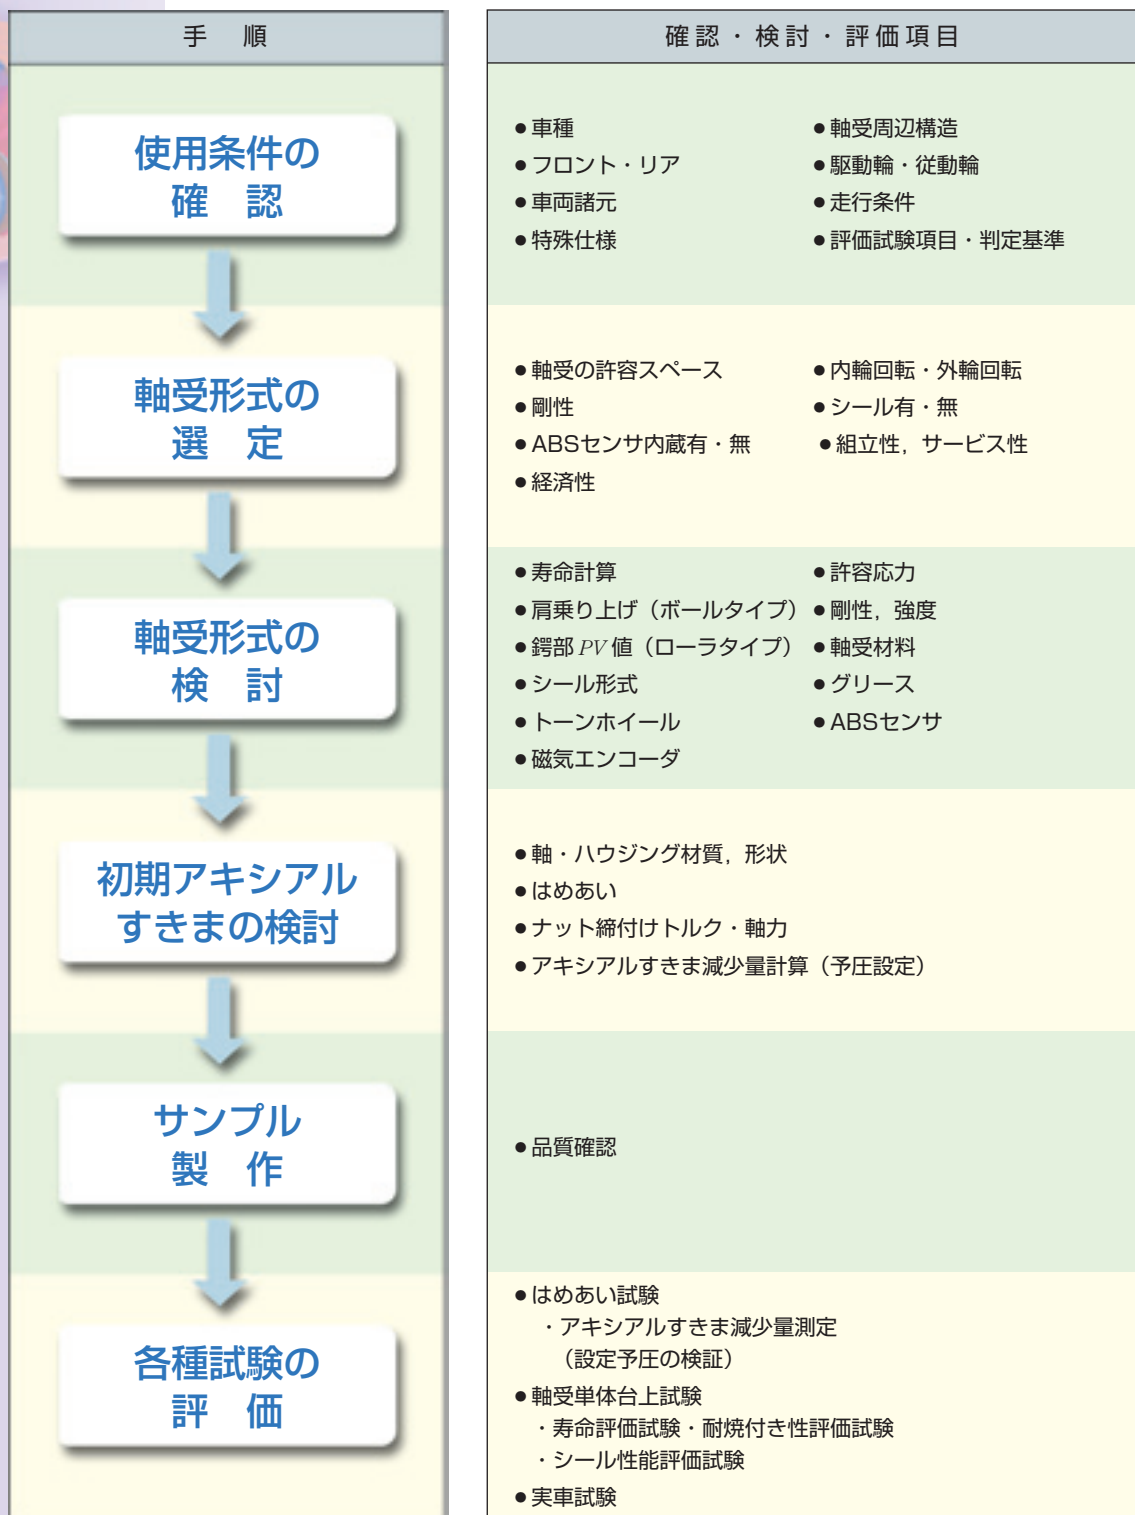 手 順
確認・検討・評価項目
使用条件の
確 認
●車種 ●軸受周辺構造
●フロント・リア ●駆動輪・従動輪
●車両諸元 ●走行条件
●特殊仕様 ●評価試験項目・判定基準
軸受形式の
選 定
●軸受の許容スペース ●内輪回転・外輪回転
●剛性 ●シール有・無
●ABSセンサ内蔵有・無 ●組立性，サービス性
●経済性
軸受形式の
検 討
●寿命計算 ●許容応力
●肩乗り上げ（ボールタイプ） ●剛性，強度
●鍔部PV値（ローラタイプ） ●軸受材料
●シール形式 ●グリース
●トーンホイール ●ABSセンサ
●磁気エンコーダ
初期アキシアル
すきまの検討
●軸・ハウジング材質，形状
●はめあい
●ナット締付けトルク・軸力
●アキシアルすきま減少量計算（予圧設定）
サンプル
製 作
●品質確認
各種試験の
評 価
●はめあい試験
・アキシアルすきま減少量測定
（設定予圧の検証）
●軸受単体台上試験
・寿命評価試験・耐焼付き性評価試験
・シール性能評価試験
●実車試験